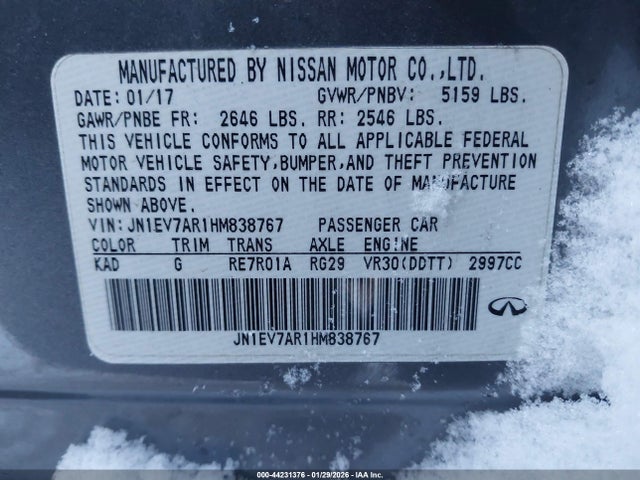 MANUFACTURED BY NISSAN MOTOR CO.,LTD.
DATE: 01/17 GVWR/PNBV: 5159 LBS.
GAWR/PNBE FR: 2646 LBS. RR: 2546 LBS.
THIS VEHICLE CONFORMS TO ALL APPLICABLE FEDERAL
MOTOR VEHICLE SAFETY,BUMPER,AND THEFT PREVENTION
STANDARDS IN EFFECT ON THE DATE OF MANUFACTURE
SHOWN ABOVE.
VIN: JN1EV7AR1HM838767 PASSENGER CAR
COLOR TRIM TRANS AXLE ENGINE
KAD G RE7R01A RG29 VR30(DDTT) 2997CC
JN1EV7AR1HM838767
000-44231376 | 01/29/2026 - IAA Inc.